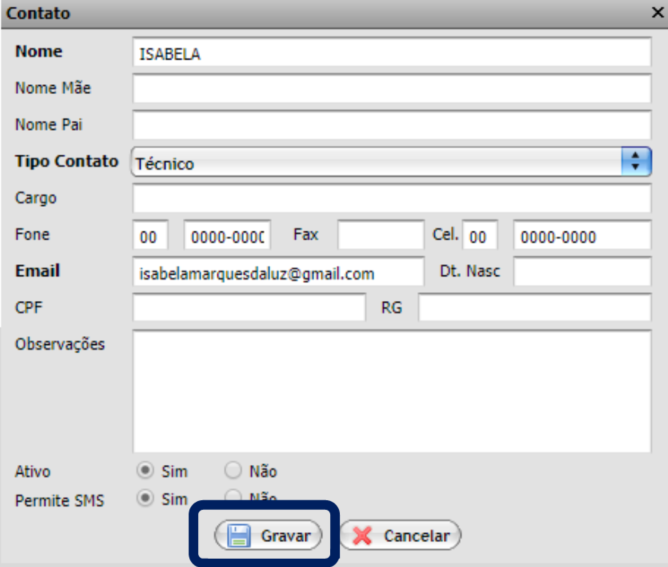 Contato ×
Nome ISABELA
Nome Mãe
Nome Pai
Tipo Contato Técnico
Cargo
Fone 00 0000-000 Fax Cel. 00 0000-0000
Email isabelamarquesdaluz@gmail.com Dt. Nasc
CPF RG
Observações
Ativo Sim Não
Permite SMS Sim Não
Gravar Cancelar